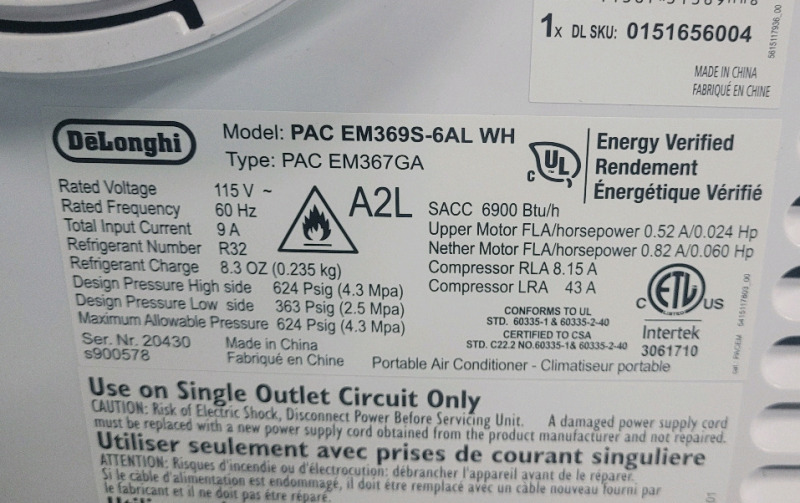 1x DL SKU: 0151656004
5615117936_00
MADE IN CHINA
FABRIQUÉ EN CHINE
DēLonghi
Model: PAC EM369S-6AL WH
Type: PAC EM367GA
c UL
Energy Verified
Rendement
Énergétique Vérifié
Rated Voltage 115 V ~
Rated Frequency 60 Hz
Total Input Current 9 A
Refrigerant Number R32
Refrigerant Charge 8.3 OZ (0.235 kg)
Design Pressure High side 624 Psig (4.3 Mpa)
Design Pressure Low side 363 Psig (2.5 Mpa)
Maximum Allowable Pressure 624 Psig (4.3 Mpa)
A2L
SACC 6900 Btu/h
Upper Motor FLA/horsepower 0.52 A/0.024 Hp
Nether Motor FLA/horsepower 0.82 A/0.060 Hp
Compressor RLA 8.15 A
Compressor LRA 43 A
CONFORMS TO UL
STD. 60335-1 & 60335-2-40
CERTIFIED TO CSA
STD. C22.2 NO.60335-1& 60335-2-40
C ETL US
LISTED
Intertek
3061710
Ser. Nr. 20430
s900578
Made in China
Fabriqué en Chine
Portable Air Conditioner - Climatiseur portable
Use on Single Outlet Circuit Only
CAUTION: Risk of Electric Shock, Disconnect Power Before Servicing Unit. A damaged power supply cord
must be replaced with a new power supply cord obtained from the product manufacturer and not repaired.
Utiliser seulement avec prises de courant singuliere
ATTENTION: Risques d'incendie ou d'électrocution: débrancher l'appareil avant de le réparer.
Si le câble d'alimentation est endommagé, il doit être remplacé avec un câble nouveau fourni par
le fabricant et il ne doit pas être réparé.